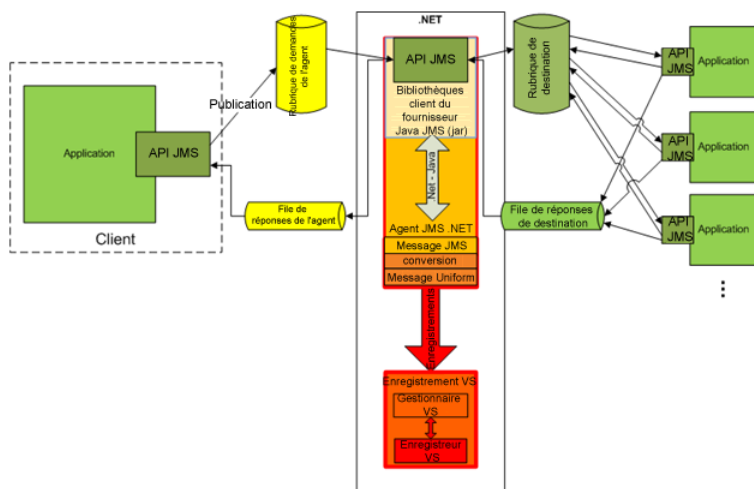 .NET
Rubrique de demandes
de l'agent
API JMS
Bibliothèques
client du
fournisseur
Java JMS (jar)
Rubrique de
destination
API
JMS
Application
Publication
Application
API JMS
Client
.Net - Java
API
JMS
Application
File de
réponses de l'agent
Agent JMS .NET
File de réponses
de destination
API
JMS
Application
Message JMS
conversion
Message Uniform
...
Enregistrements
Enregistrement VS
Gestionnaire
VS
Enregistreur
VS